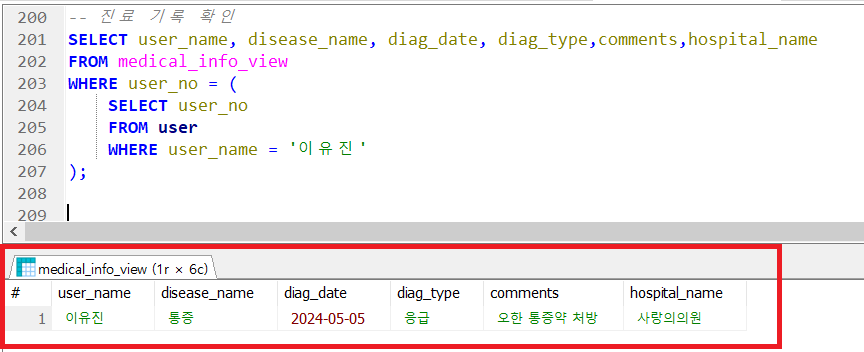 200 -- 진료 기록 확인
201 SELECT user_name, disease_name, diag_date, diag_type,comments,hospital_name
202 FROM medical_info_view
203 WHERE user_no = (
204 SELECT user_no
205 FROM user
206 WHERE user_name = '이유진'
207 );
208
209
medical_info_view (1r × 6c)
# user_name disease_name diag_date diag_type comments hospital_name
1 이유진 통증 2024-05-05 응급 오한 통증약 처방 사랑의의원